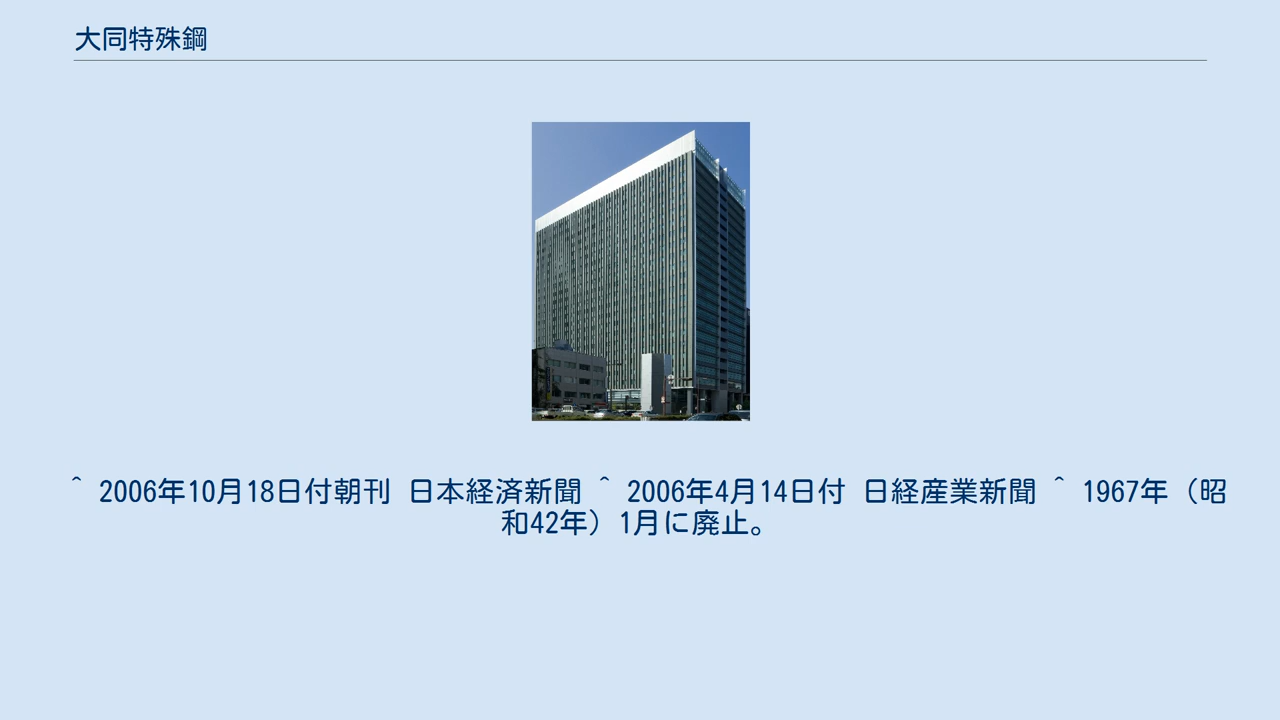 大同特殊鋼
^ 2006年10月18日付朝刊 日本経済新聞 ^ 2006年4月14日付 日経産業新聞 ^ 1967年（昭
和42年）1月に廃止。